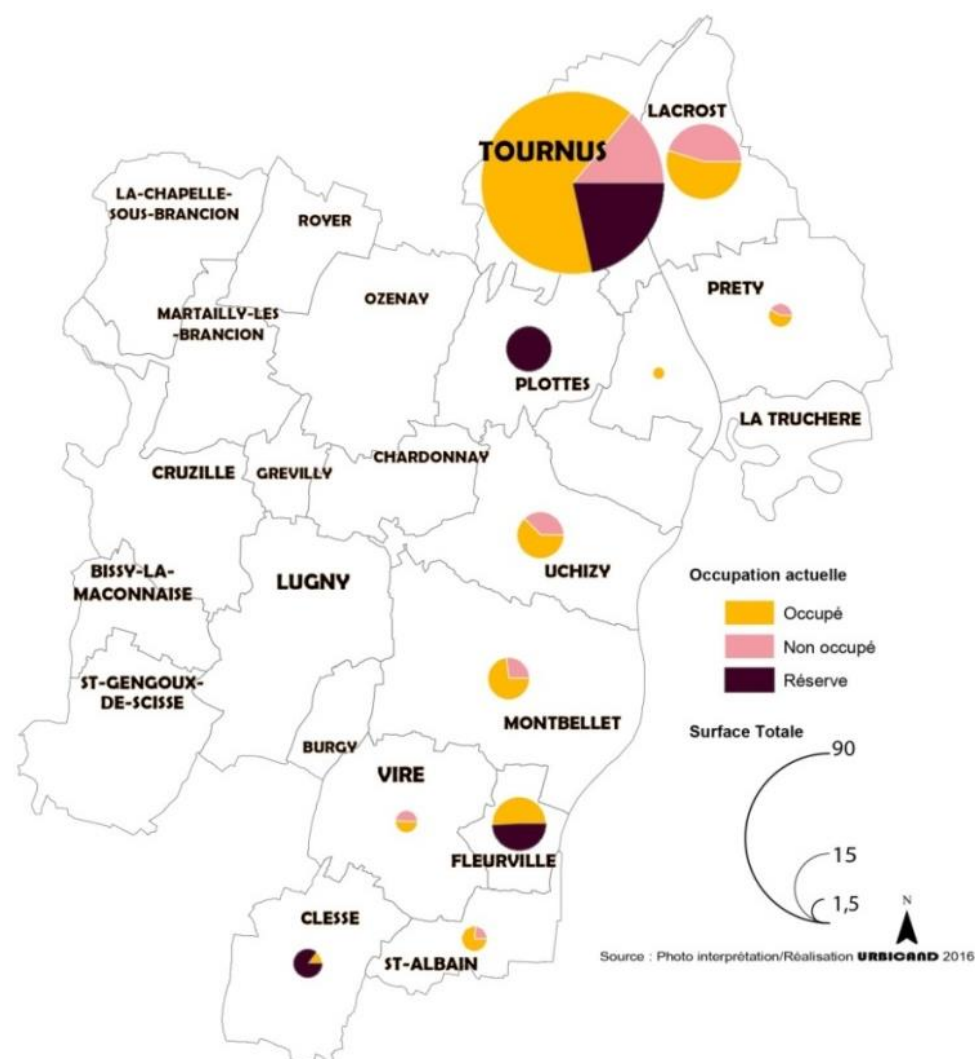 LACROST
TOURNUS
LA-CHAPELLE-
SOUS-BRANCION
ROYER
PRETY
OZENAY
MARTAILLY-LES
-BRANCION
PLOTTES
LA TRUCHERE
CHARDONNAY
CRUZILLE
GREVILLY
BISSY-LA-
MACONNAISE
LUGNY
UCHIZY
Occupation actuelle
Occupé
Non occupé
Réserve
ST-GENGOUX-
DE-SCISSE
MONTBELLET
BURGY
VIRE
Surface Totale
90
15
1,5
FLEURVILLE
CLESSE
ST-ALBAIN
N
Source : Photo interprétation/Réalisation URBICAND 2016